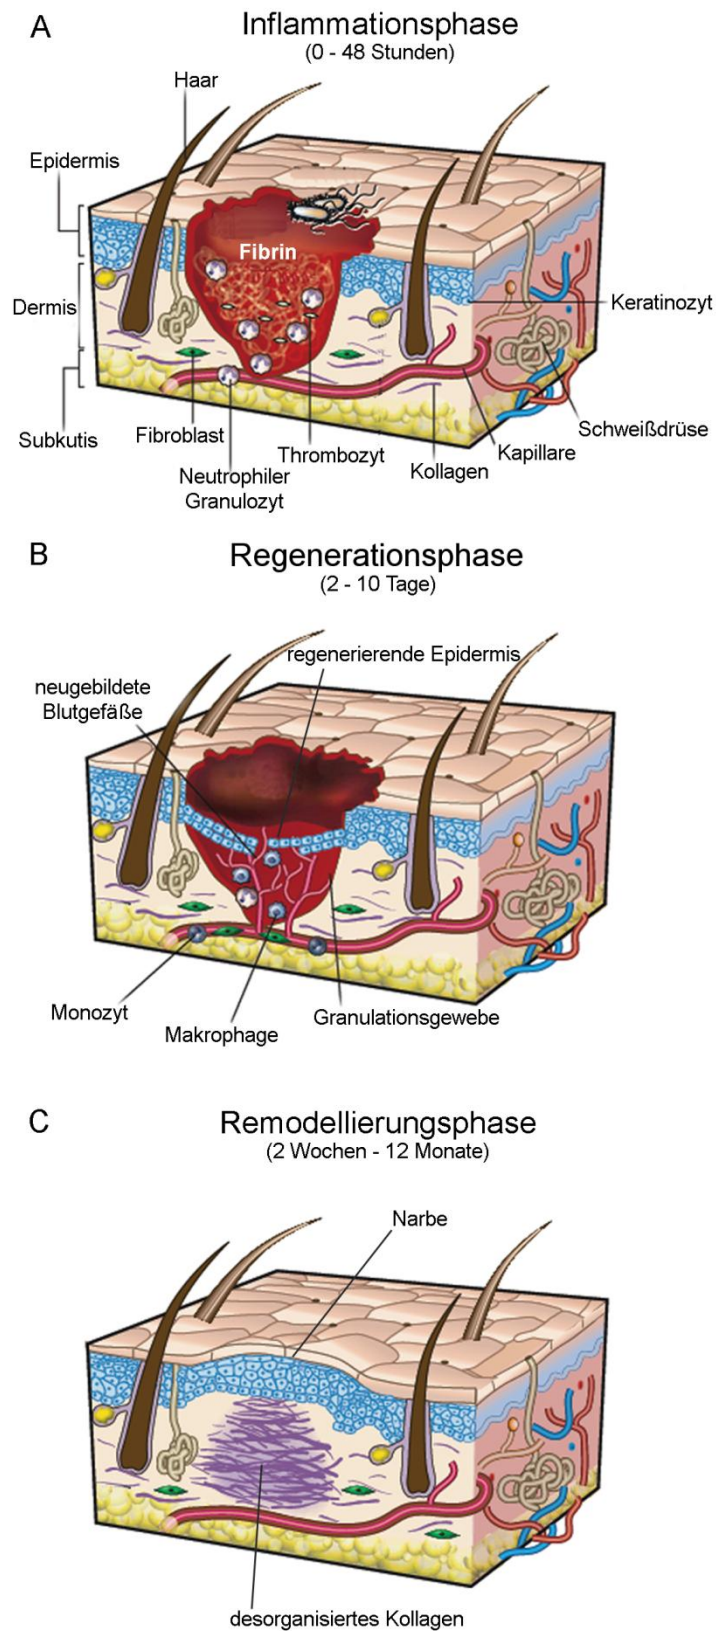 A
Inflammationsphase
(0 - 48 Stunden)
Haar
Epidermis
Fibrin
Dermis
Keratinozyt
Subkutis
Fibroblast
Neutrophiler
Granulozyt
Thrombozyt
Kollagen
Kapillare
Schweißdrüse
B
Regenerationsphase
(2 - 10 Tage)
regenerierende Epidermis
neugebildete
Blutgefäße
Monozyt
Makrophage
Granulationsgewebe
C
Remodellierungsphase
(2 Wochen - 12 Monate)
Narbe
desorganisiertes Kollagen